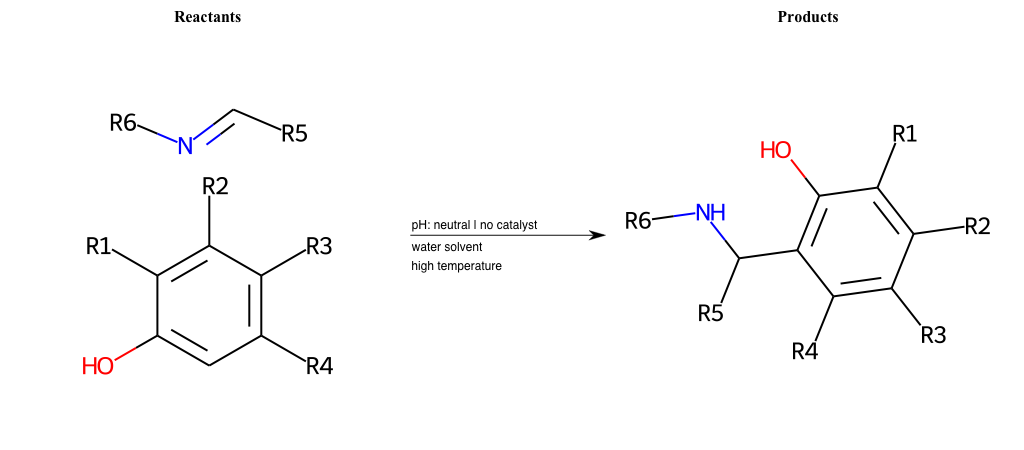 Reactants
Products
R6
N
R5
R2
R1
R3
HO
R4
pH: neutral | no catalyst
water solvent
high temperature
HO
R1
R6
NH
R2
R5
R3
R4